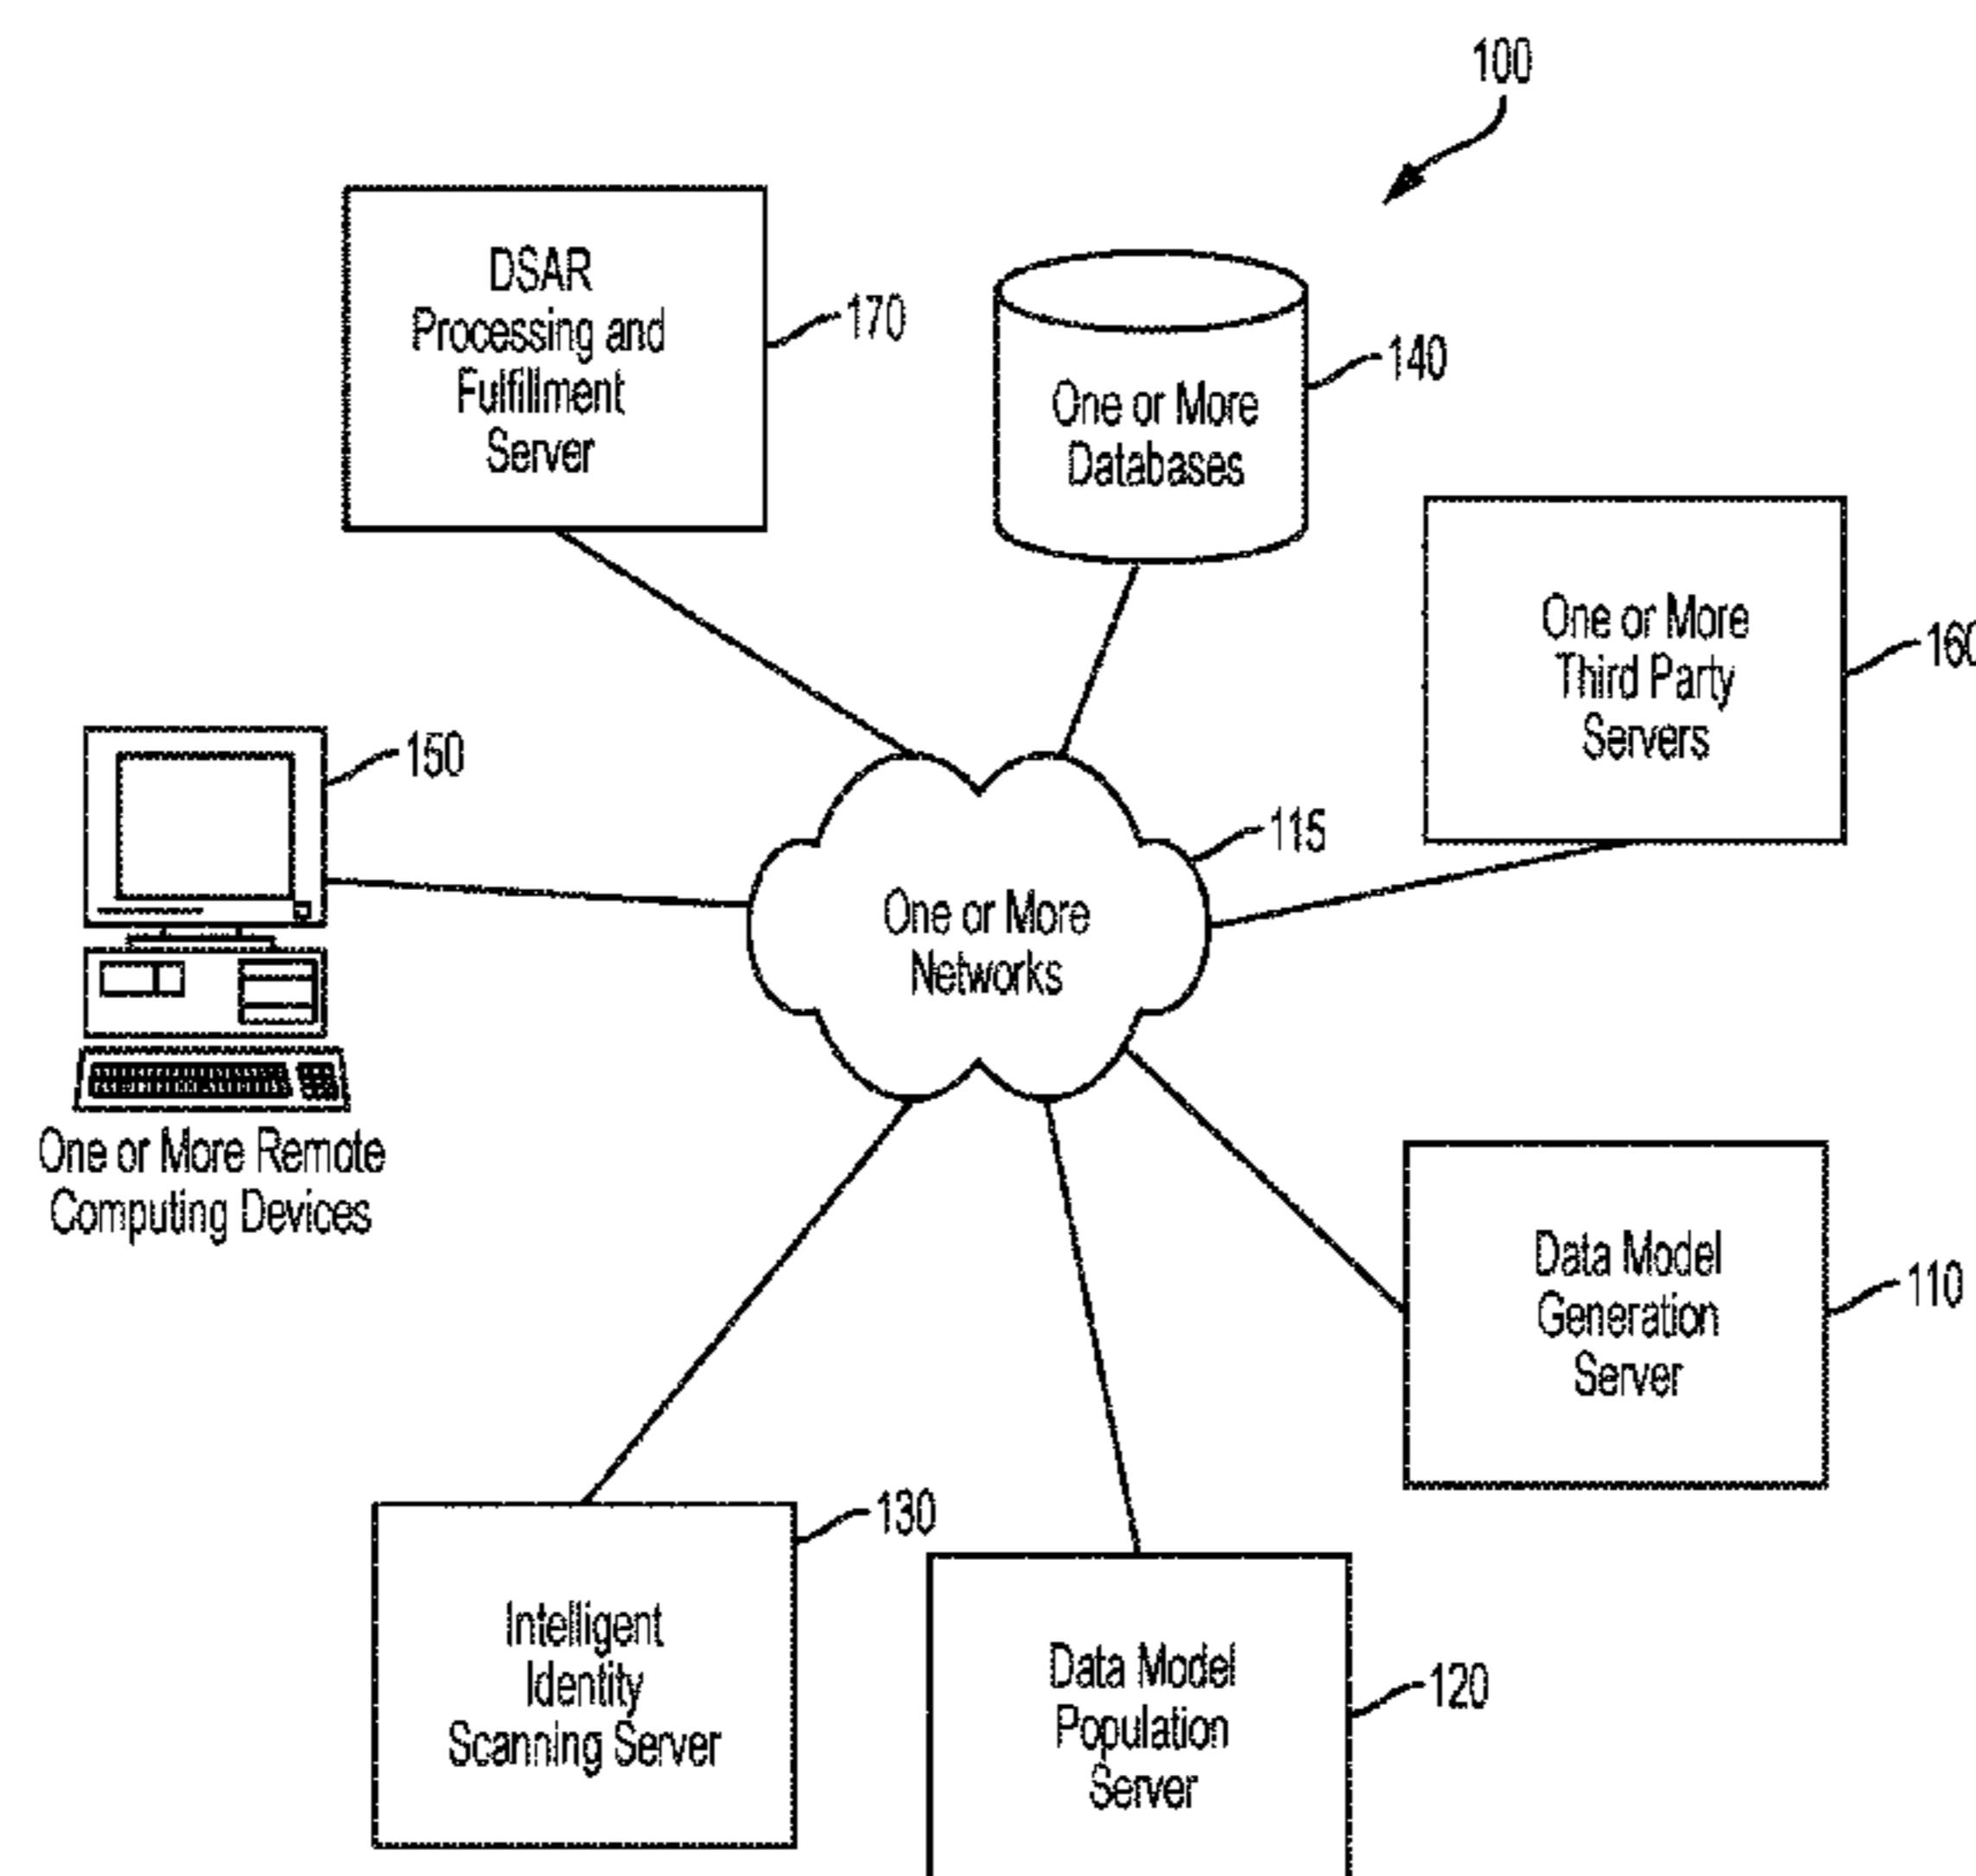 100
DSAR
Processing and
Fulfillment
Server
170
One or More
Databases
140
One or More
Third Party
Servers
160
150
One or More Remote
Computing Devices
One or More
Networks
115
Data Model
Generation
Server
110
Intelligent
Identity
Scanning Server
130
Data Model
Population
Server
120